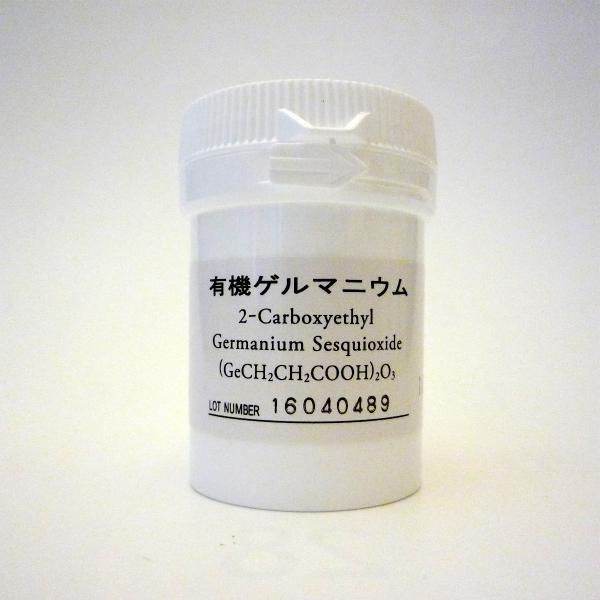 有機ゲルマニウム
2-Carboxyethyl
Germanium Sesquioxide
(GeCH₂CH₂COOH)₂O₃
LOT NUMBER 16040489